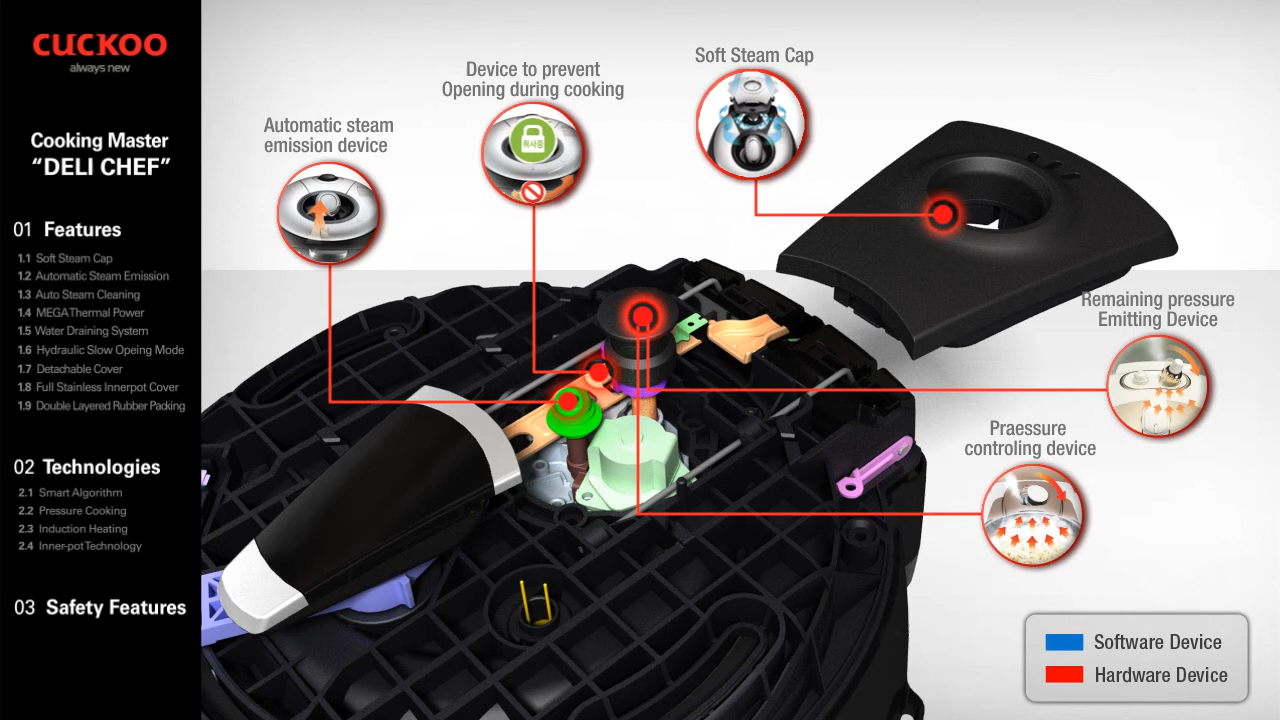 CUCKOO
always new
Cooking Master
“DELI CHEF”
01 Features
1.1 Soft Steam Cap
1.2 Automatic Steam Emission
1.3 Auto Steam Cleaning
1.4 MEGAThermal Power
1.5 Water Draining System
1.6 Hydraulic Slow Opeing Mode
1.7 Detachable Cover
1.8 Full Stainless Innerpot Cover
1.9 Double Layered Rubber Packing
02 Technologies
2.1 Smart Algorithm
2.2 Pressure Cooking
2.3 Induction Heating
2.4 Inner-pot Technology
03 Safety Features
Automatic steam
emission device
Device to prevent
Opening during cooking
취사중
Soft Steam Cap
Remaining pressure
Emitting Device
Praessure
controling device
Software Device
Hardware Device